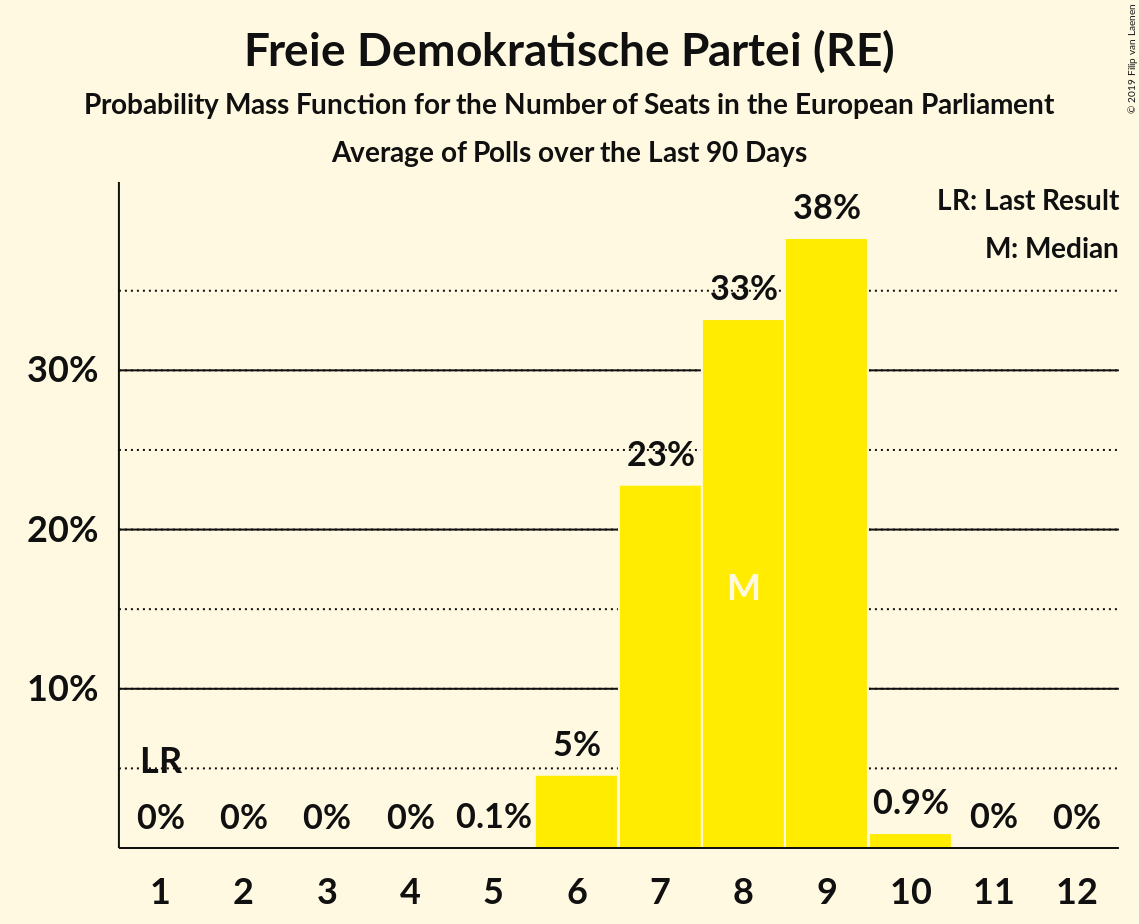 Freie Demokratische Partei (RE)
Probability Mass Function for the Number of Seats in the European Parliament
Average of Polls over the Last 90 Days
© 2019 Filip van Laenen
LR: Last Result
M: Median
38%
33%
30%
23%
20%
M
10%
LR
5%
0% 0% 0% 0% 0.1% 0.9% 0% 0%
1 2 3 4 5 6 7 8 9 10 11 12